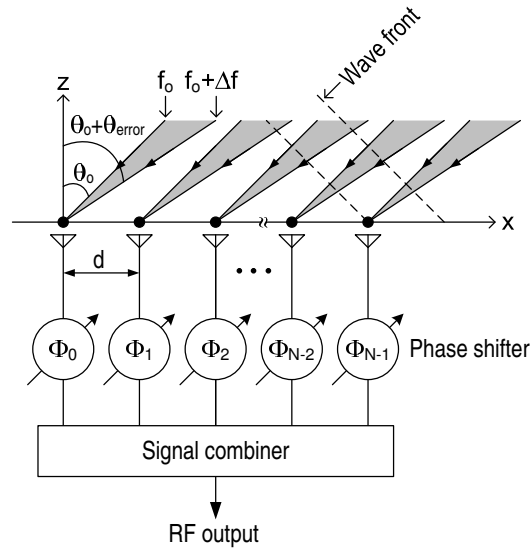 Wave front
z
fₒ
fₒ+Δf
θₒ+θerror
θₒ
x
d
• • •
Φ0
Φ1
Φ2
ΦN-2
ΦN-1
Phase shifter
Signal combiner
RF output